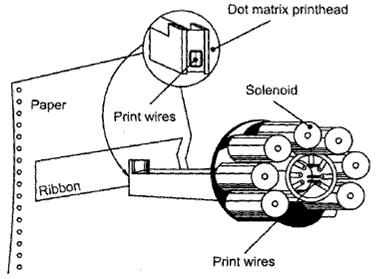 Dot matrix printhead
Paper
Print wires
Solenoid
Ribbon
Print wires